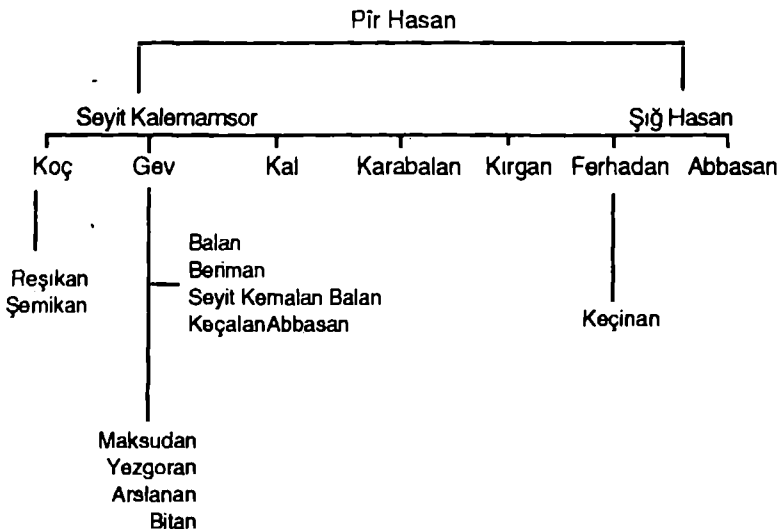 Pîr Hasan
Seyit Kalemamsor Şığ Hasan
Koç Gev Kal Karabalan Kırgan Ferhadan Abbasan
Reşıkan
Şemikan
Balan
Beriman
Seyit Kemalan Balan
KeçalanAbbasan
Keçinan
Maksudan
Yezgoran
Arslanan
Bitan